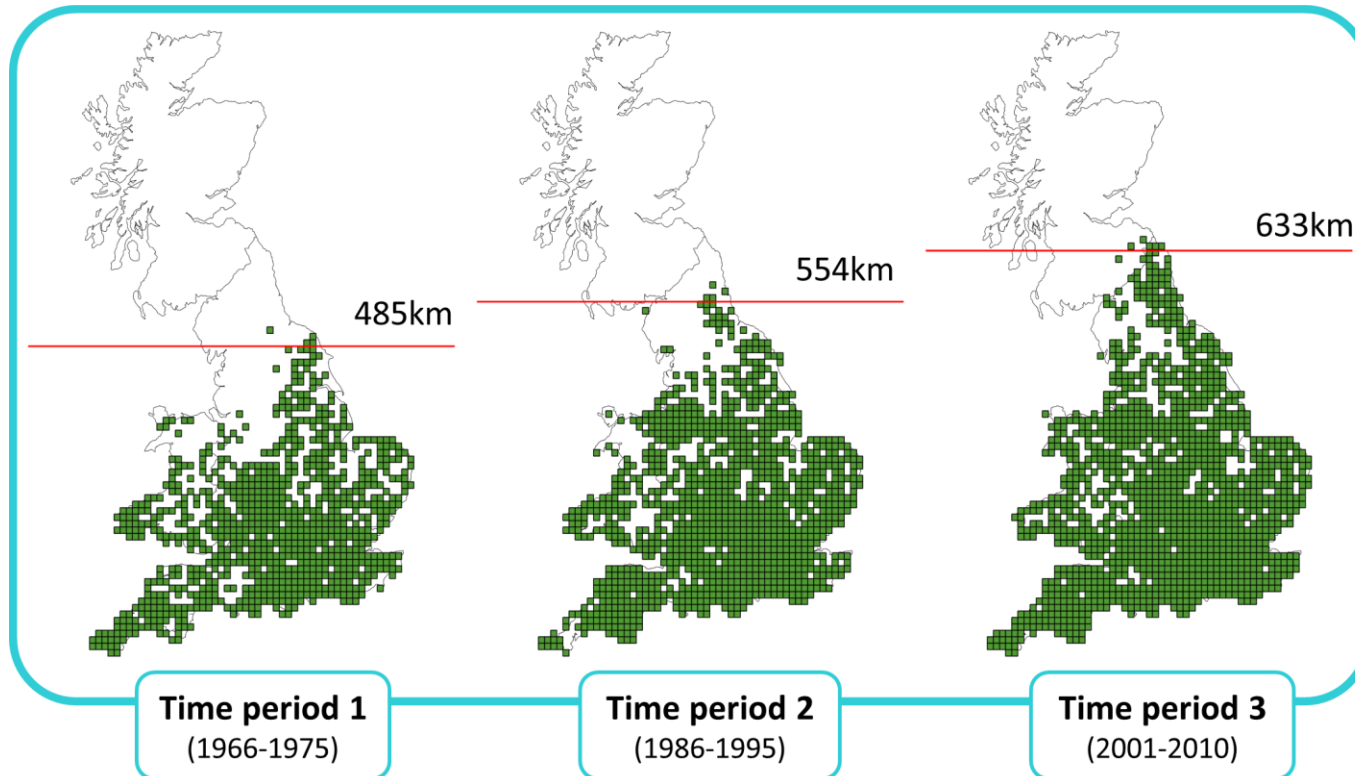 485km
554km
633km
Time period 1
(1966-1975)
Time period 2
(1986-1995)
Time period 3
(2001-2010)